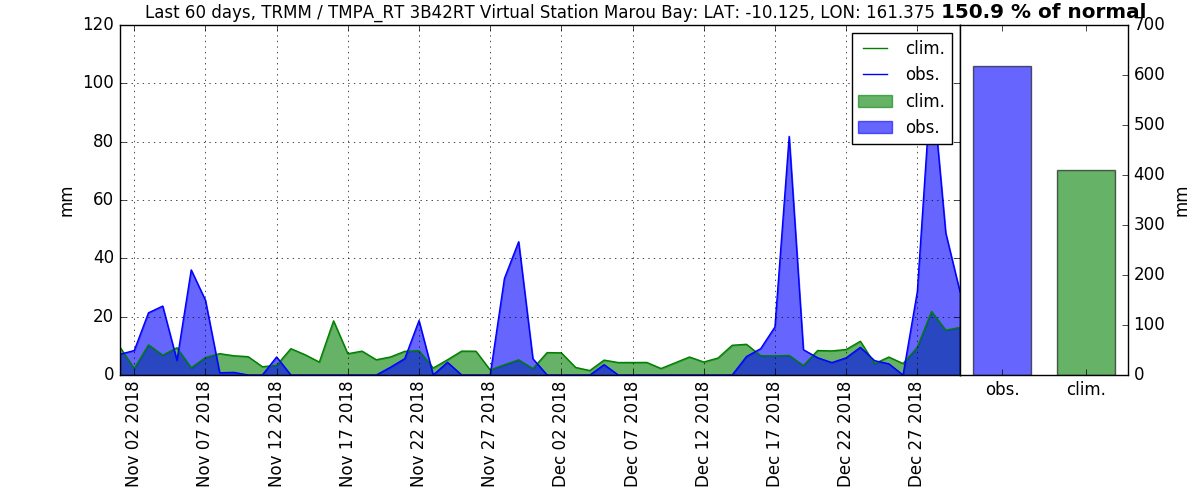 Last 60 days, TRMM / TMPA_RT 3B42RT Virtual Station Marou Bay: LAT: -10.125, LON: 161.375 150.9 % of normal
120
100
80
60
40
20
0
mm
clim.
obs.
clim.
obs.
700
600
500
400
300
200
100
0
mm
obs. clim.
Nov 02 2018
Nov 07 2018
Nov 12 2018
Nov 17 2018
Nov 22 2018
Nov 27 2018
Dec 02 2018
Dec 07 2018
Dec 12 2018
Dec 17 2018
Dec 22 2018
Dec 27 2018